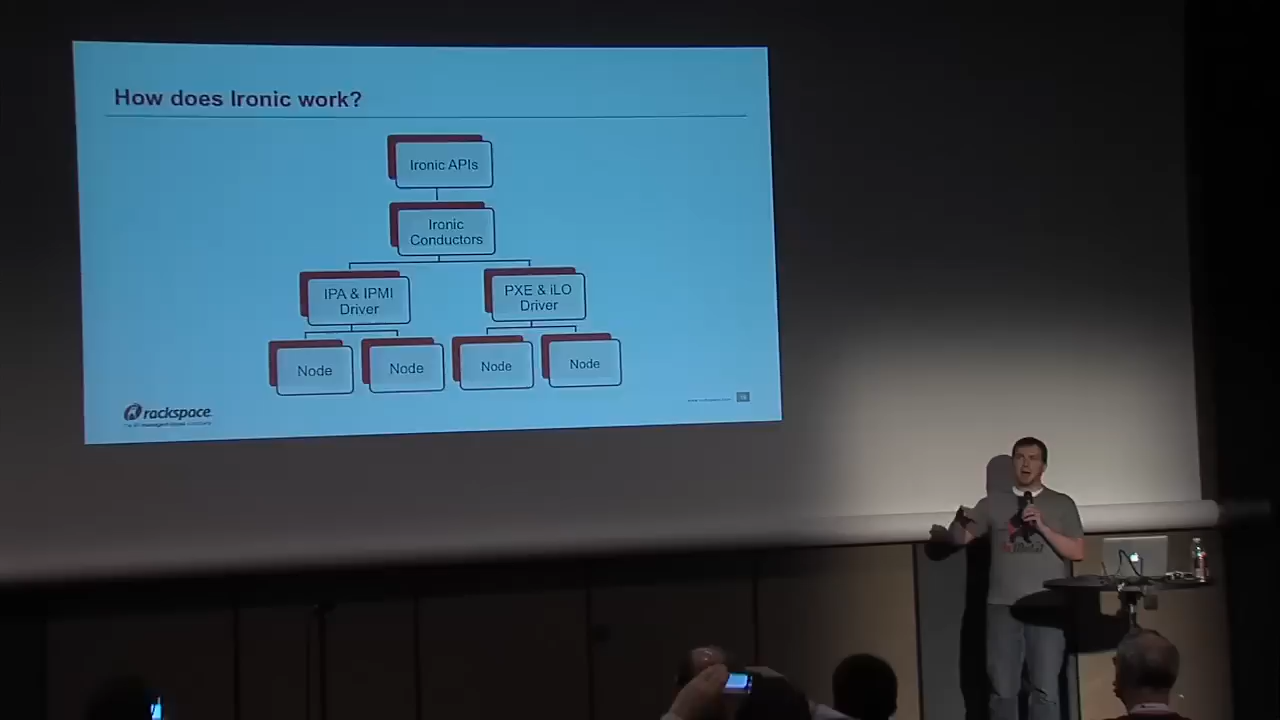 How does Ironic work?
Ironic APIs
Ironic
Conductors
IPA & IPMI
Driver
PXE & iLO
Driver
Node
Node
Node
Node
rackspace